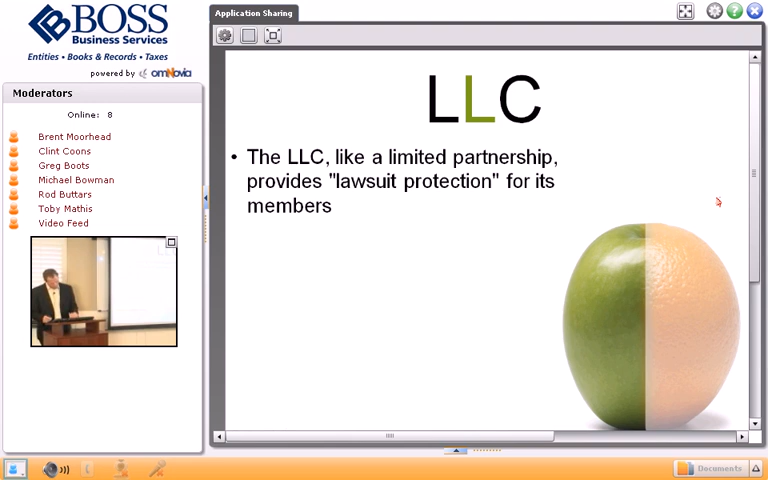 BOSS
Business Services
Entities • Books & Records • Taxes
powered by omNovia
Moderators
Online: 8
Brent Moorhead
Clint Coons
Greg Boots
Michael Bowman
Rod Buttars
Toby Mathis
Video Feed
Application Sharing
LLC
• The LLC, like a limited partnership,
provides "lawsuit protection" for its
members
Documents